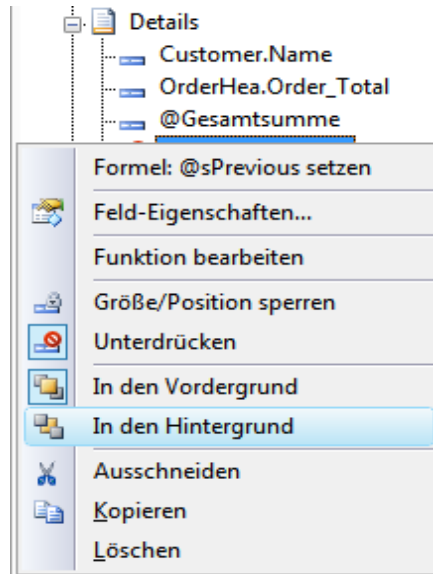 Details
Customer.Name
OrderHea.Order_Total
@Gesamtsumme
Formel: @sPrevious setzen
Feld-Eigenschaften...
Funktion bearbeiten
Größe/Position sperren
Unterdrücken
In den Vordergrund
In den Hintergrund
Ausschneiden
Kopieren
Löschen